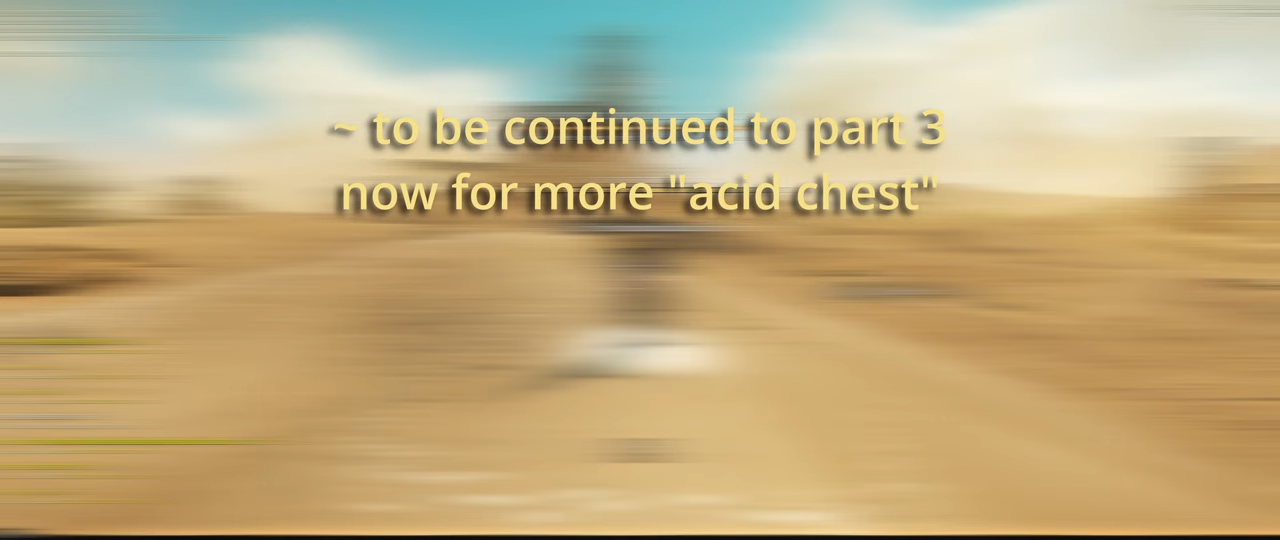 ~ to be continued to part 3
now for more "acid chest"